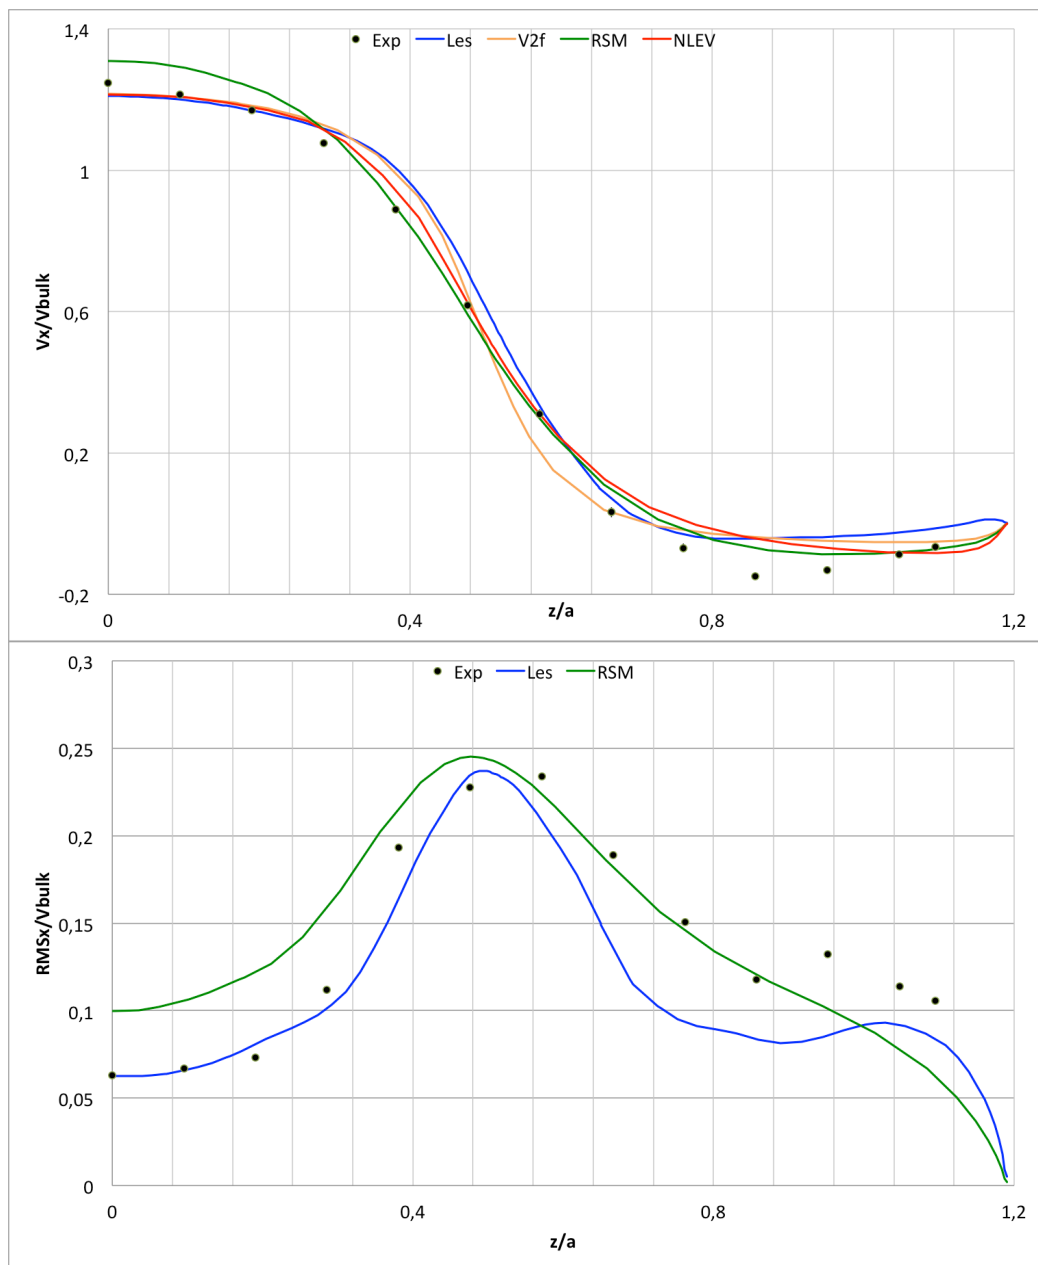 1,4
Exp Les V2f RSM NLEV
1
0,6
Vx/Vbulk
0,2
-0,2
0 0,4 0,8 1,2
z/a
0,3
Exp Les RSM
0,25
0,2
0,15
RMSx/Vbulk
0,1
0,05
0
0 0,4 0,8 1,2
z/a